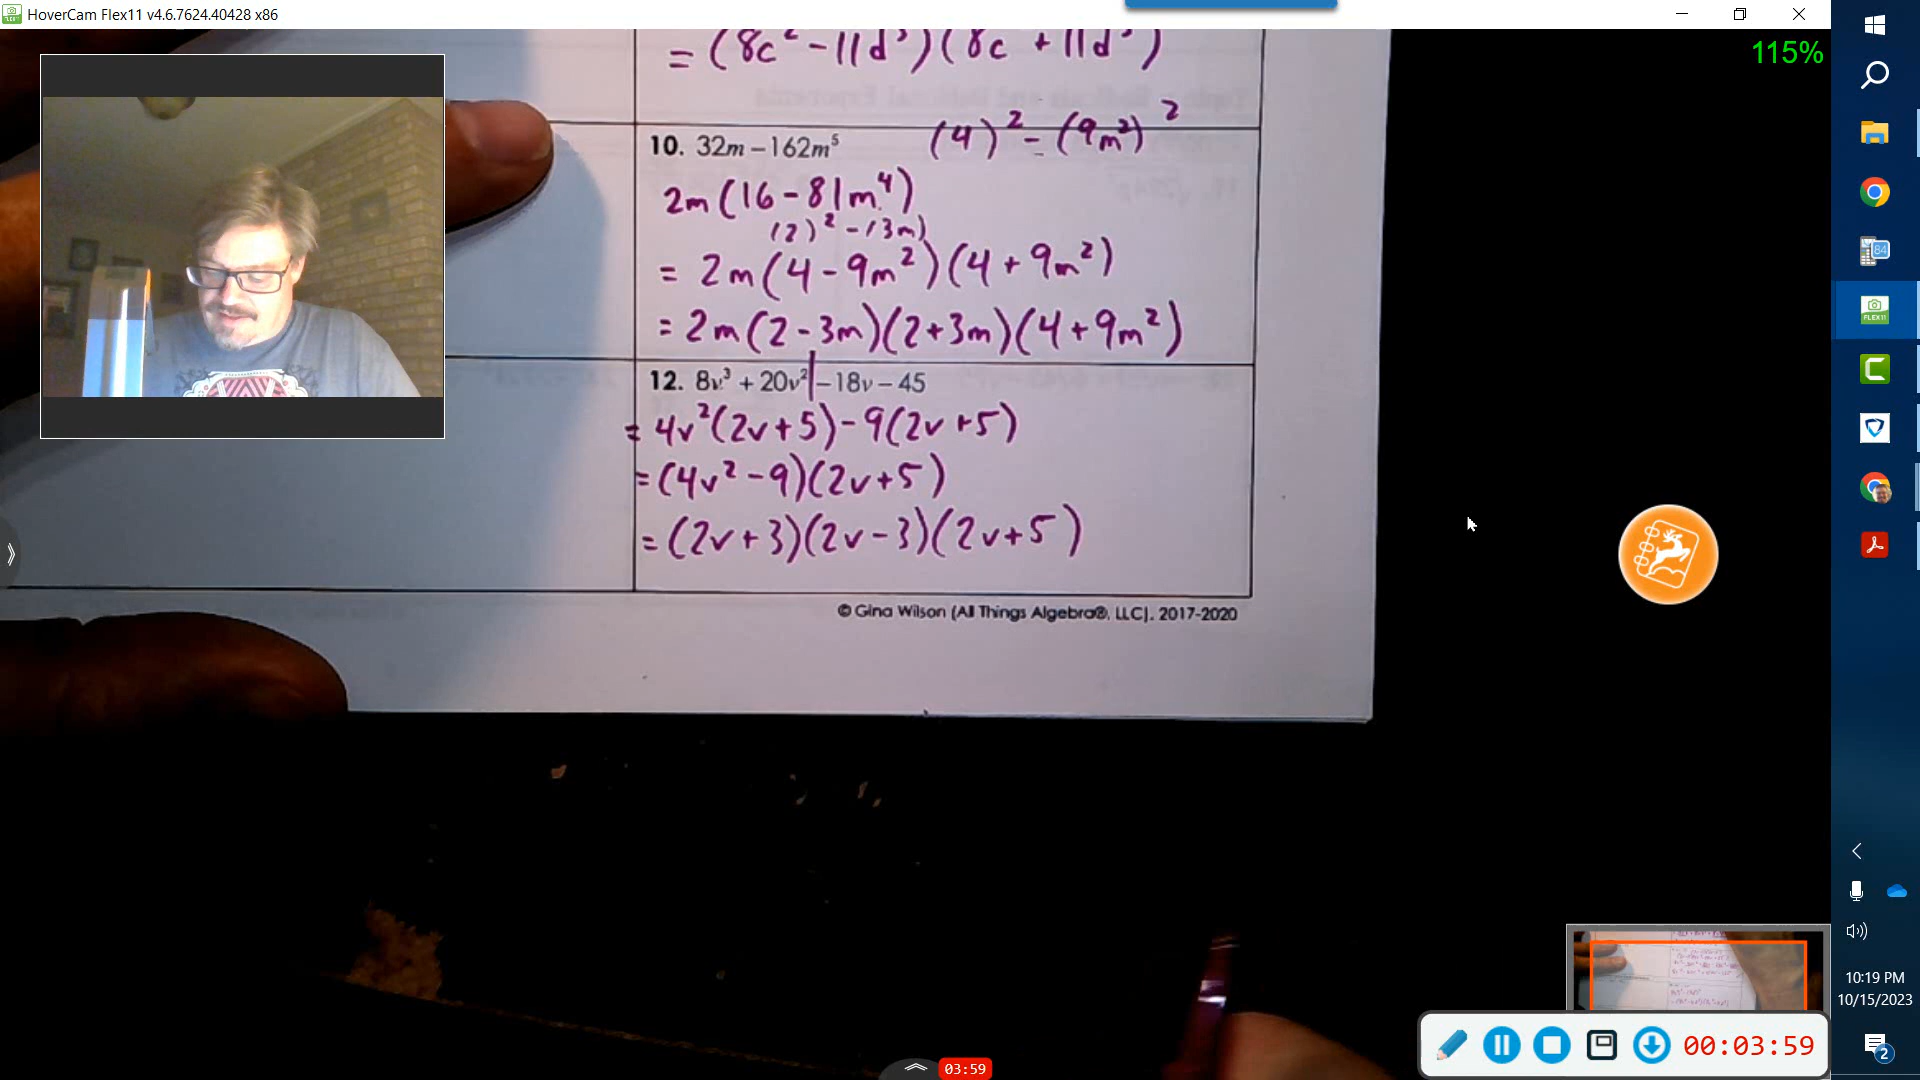 HoverCam Flex11 v4.6.7624.40428 x86
115%
= (8c² - 11d³)(8c + 11d³)
10. 32m – 162m⁵
(4)² - (9m²)²
2m(16 - 81m⁴)
(2)² - (3m)
= 2m(4 - 9m²)(4 + 9m²)
= 2m(2 - 3m)(2 + 3m)(4 + 9m²)
12. 8v³ + 20v² – 18v – 45
= 4v²(2v + 5) - 9(2v + 5)
= (4v² - 9)(2v + 5)
= (2v + 3)(2v - 3)(2v + 5)
© Gina Wilson (All Things Algebra®, LLC), 2017-2020
84
FLEX11
10:19 PM
10/15/2023
2
00:03:59
03:59